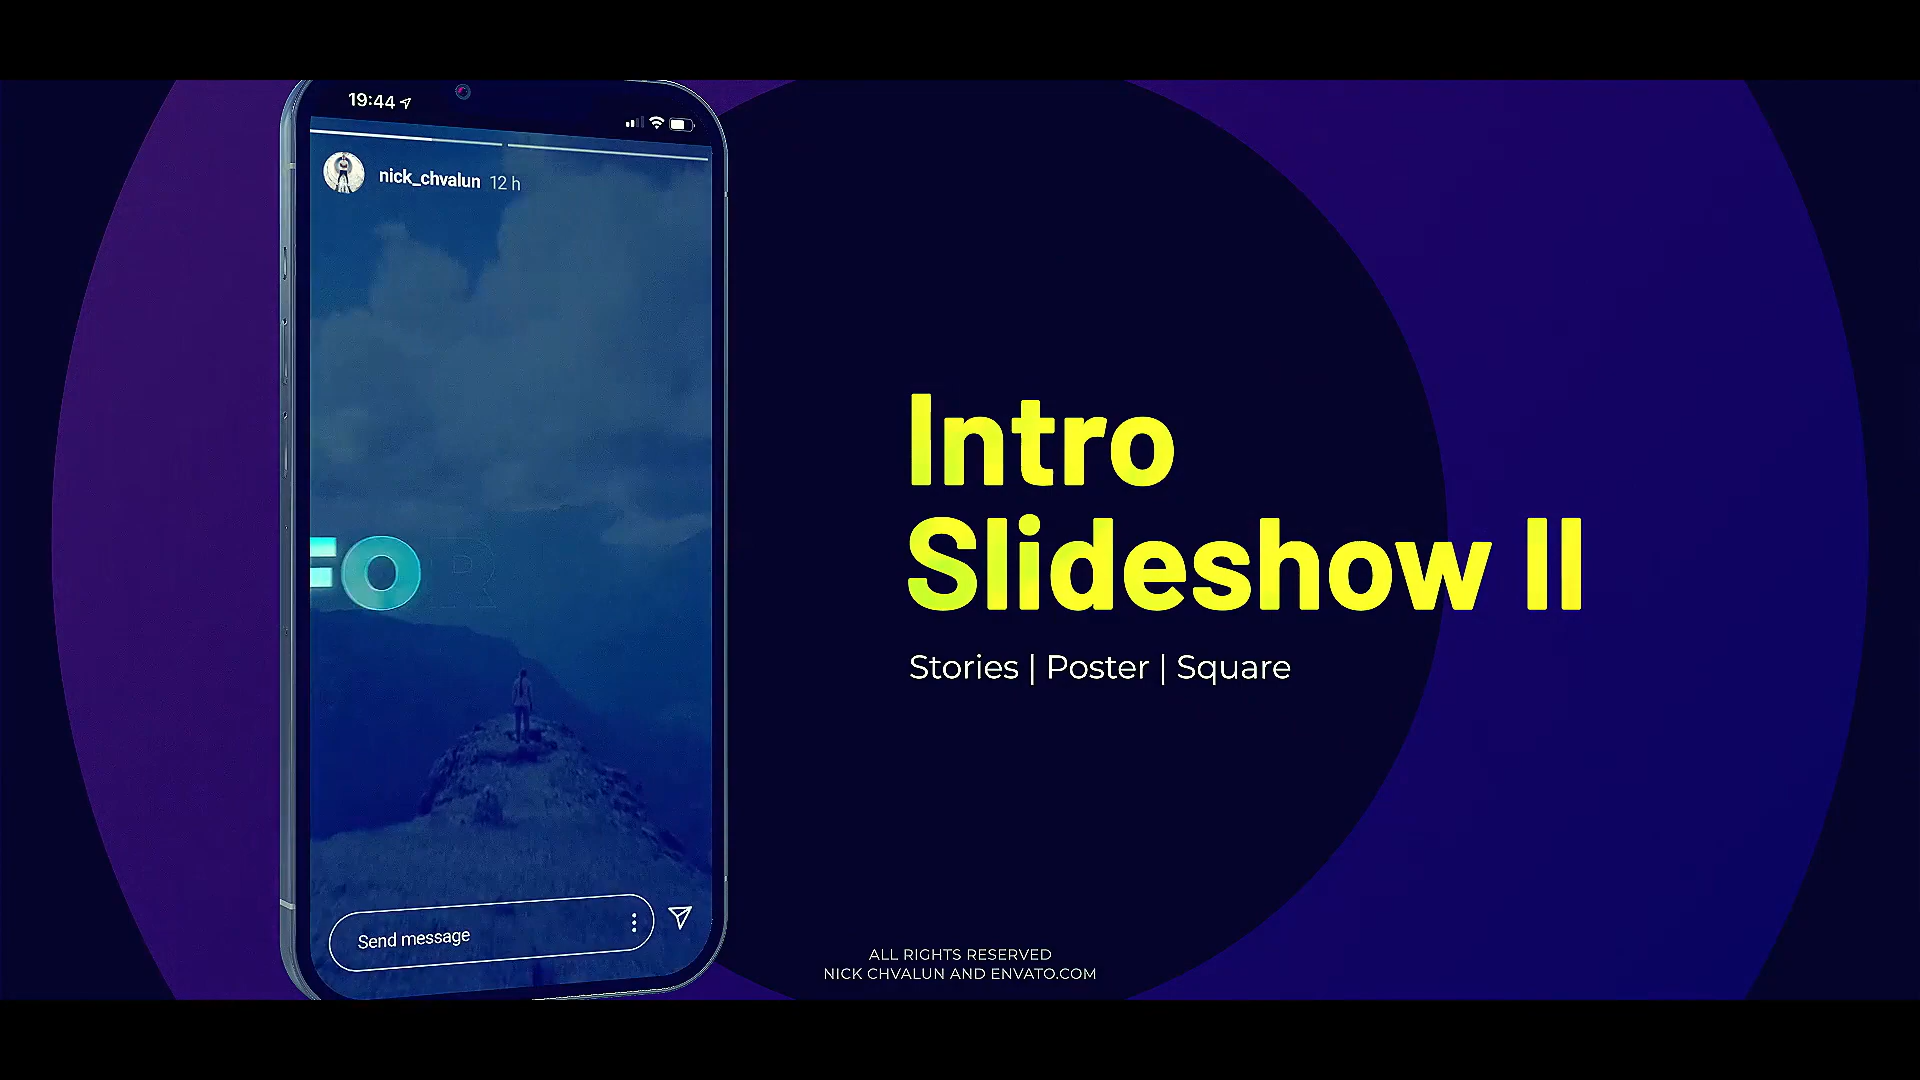 19:44
nick_chvalun 12 h
FO
Send message
Intro
Slideshow II
Stories | Poster | Square
ALL RIGHTS RESERVED
NICK CHVALUN AND ENVATO.COM